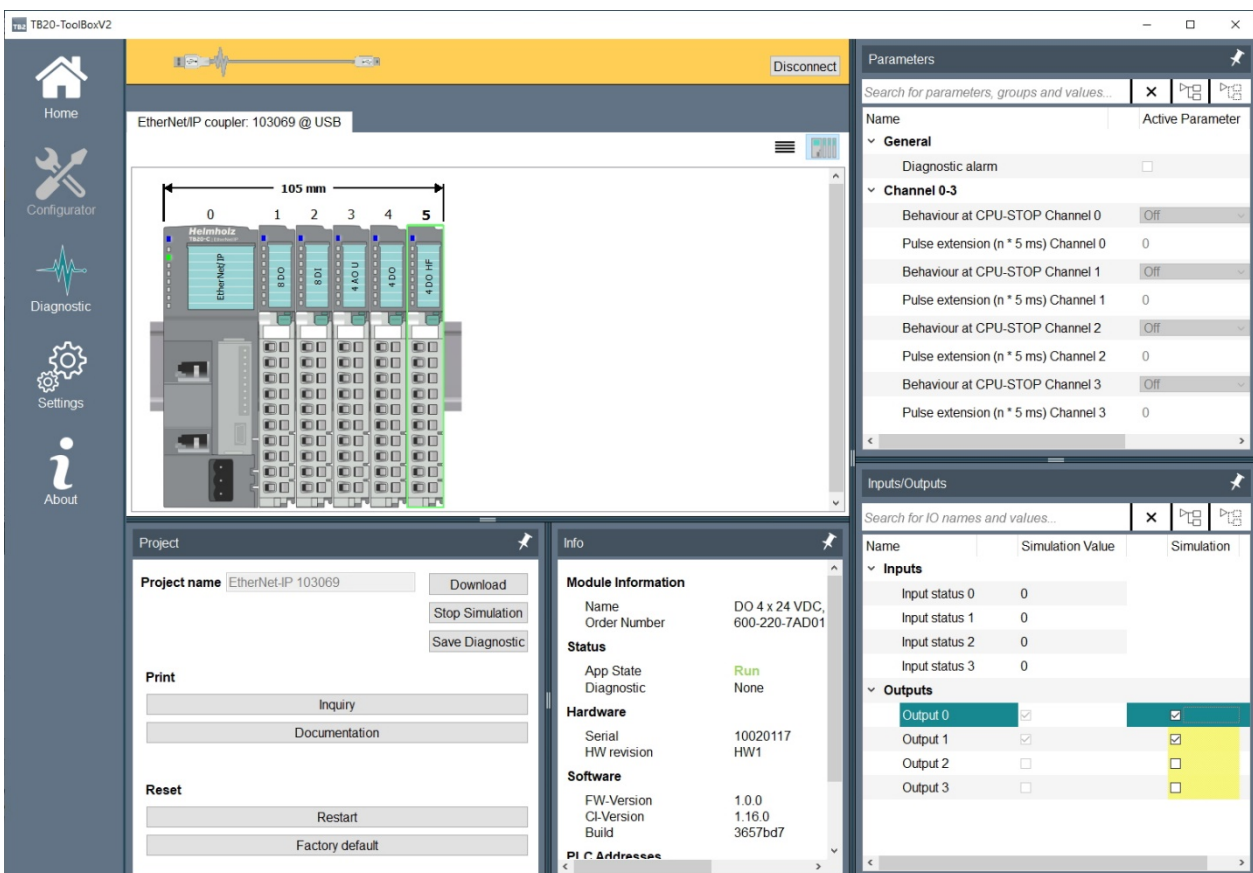 TB20-ToolBoxV2
Home
Configurator
Diagnostic
Settings
About
Disconnect
EtherNet/IP coupler: 103069 @ USB
105 mm
0 1 2 3 4 5
Helmholz
TB20-C
EtherNet/IP
8 DO
8 DI
4 AO U
4 DO
4 DO HF
Project
Project name EtherNet-IP 103069
Download
Stop Simulation
Save Diagnostic
Print
Inquiry
Documentation
Reset
Restart
Factory default
Info
Module Information
Name DO 4 x 24 VDC,
Order Number 600-220-7AD01
Status
App State Run
Diagnostic None
Hardware
Serial 10020117
HW revision HW1
Software
FW-Version 1.0.0
CI-Version 1.16.0
Build 3657bd7
PLC Addresses
Parameters
Search for parameters, groups and values...
Name Active Parameter
General
Diagnostic alarm
Channel 0-3
Behaviour at CPU-STOP Channel 0 Off
Pulse extension (n * 5 ms) Channel 0 0
Behaviour at CPU-STOP Channel 1 Off
Pulse extension (n * 5 ms) Channel 1 0
Behaviour at CPU-STOP Channel 2 Off
Pulse extension (n * 5 ms) Channel 2 0
Behaviour at CPU-STOP Channel 3 Off
Pulse extension (n * 5 ms) Channel 3 0
Inputs/Outputs
Search for IO names and values...
Name Simulation Value Simulation
Inputs
Input status 0 0
Input status 1 0
Input status 2 0
Input status 3 0
Outputs
Output 0
Output 1
Output 2
Output 3